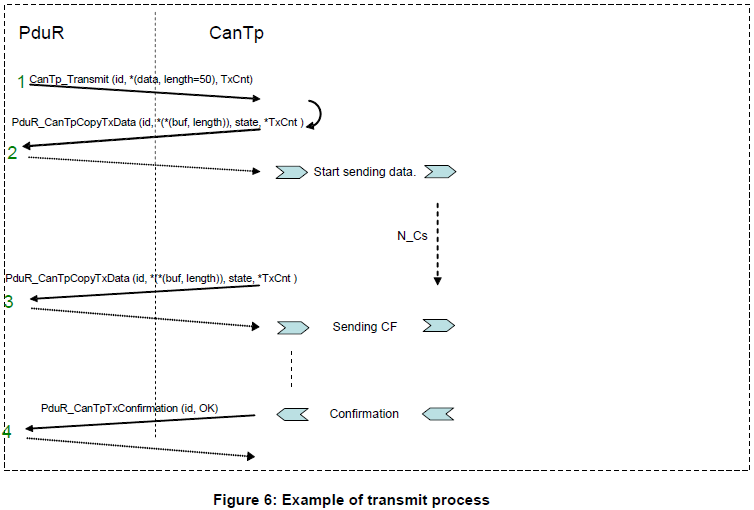 PduR CanTp
1 CanTp_Transmit (id, *(data, length=50), TxCnt)
PduR_CanTpCopyTxData (id, *(*(buf, length)), state, *TxCnt )
2
Start sending data.
N_Cs
PduR_CanTpCopyTxData (id, *(*(buf, length)), state, *TxCnt )
3
Sending CF
PduR_CanTpTxConfirmation (id, OK)
Confirmation
4
Figure 6: Example of transmit process